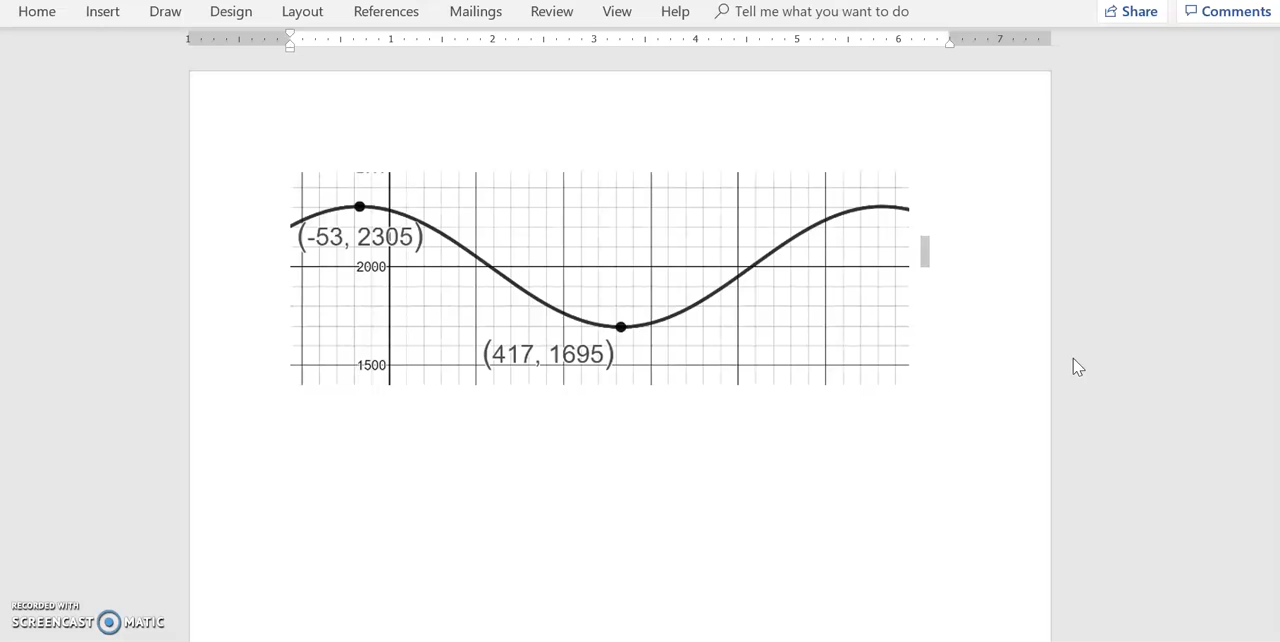 Home Insert Draw Design Layout References Mailings Review View Help Tell me what you want to do Share Comments
1 1 2 3 4 5 6 7
(-53, 2305)
2000
(417, 1695)
1500
RECORDED WITH
SCREENCAST MATIC